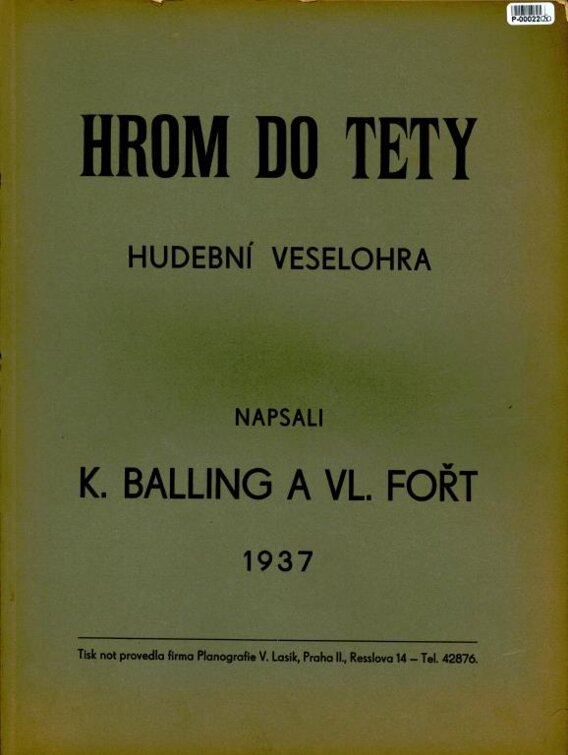 P-00022
HROM DO TETY
HUDEBNÍ VESELOHRA
NAPSALI
K. BALLING A VL. FOŘT
1937
Tisk not provedla firma Planografie V. Lasík, Praha II., Resslova 14 – Tel. 42876.